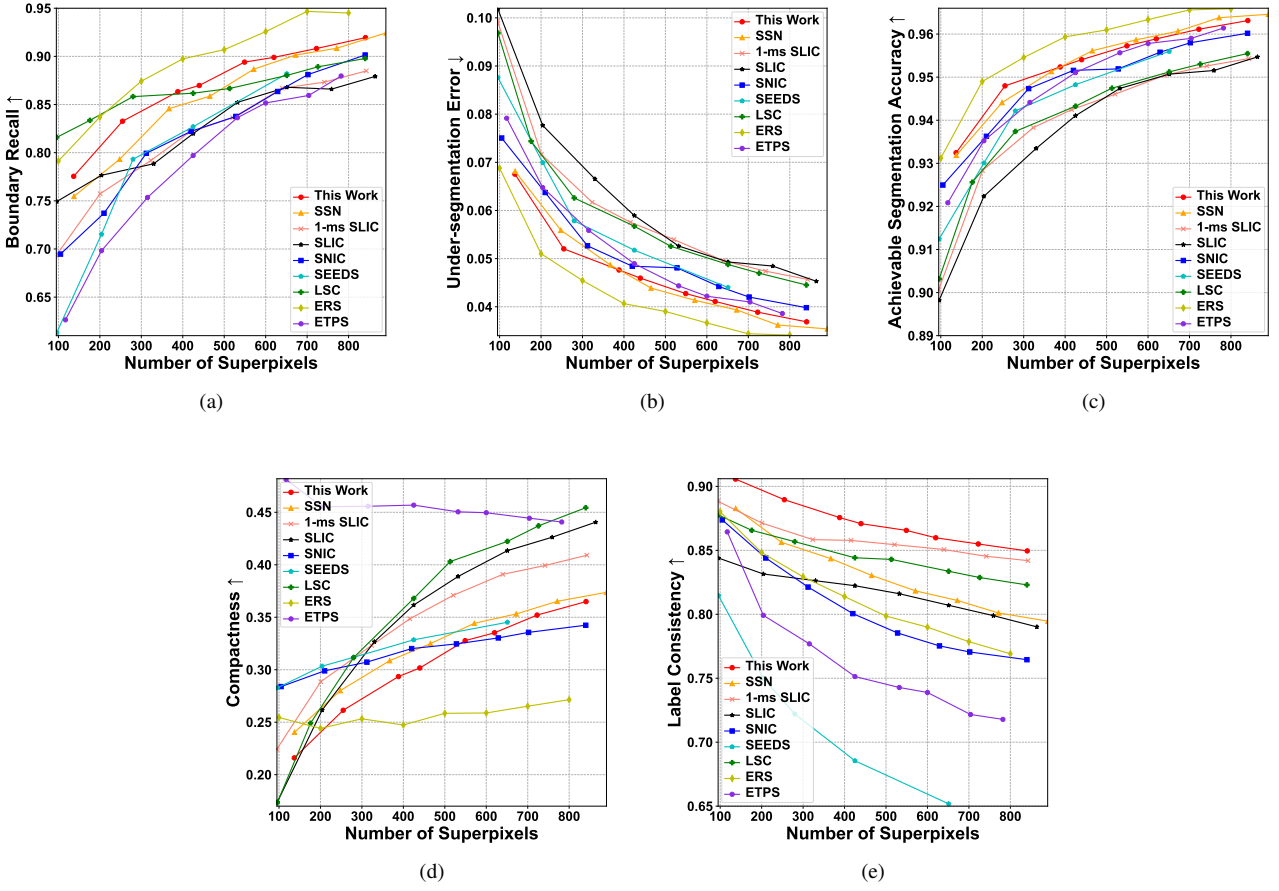 0.95
0.90
0.85
0.80
0.75
0.70
0.65
Boundary Recall ↑
This Work
SSN
1-ms SLIC
SLIC
SNIC
SEEDS
LSC
ERS
ETPS
100 200 300 400 500 600 700 800
Number of Superpixels
(a)
0.10
0.09
0.08
0.07
0.06
0.05
0.04
Under-segmentation Error ↓
This Work
SSN
1-ms SLIC
SLIC
SNIC
SEEDS
LSC
ERS
ETPS
100 200 300 400 500 600 700 800
Number of Superpixels
(b)
0.96
0.95
0.94
0.93
0.92
0.91
0.90
0.89
Achievable Segmentation Accuracy ↑
This Work
SSN
1-ms SLIC
SLIC
SNIC
SEEDS
LSC
ERS
ETPS
100 200 300 400 500 600 700 800
Number of Superpixels
(c)
0.45
0.40
0.35
0.30
0.25
0.20
Compactness ↑
This Work
SSN
1-ms SLIC
SLIC
SNIC
SEEDS
LSC
ERS
ETPS
100 200 300 400 500 600 700 800
Number of Superpixels
(d)
0.90
0.85
0.80
0.75
0.70
0.65
Label Consistency ↑
This Work
SSN
1-ms SLIC
SLIC
SNIC
SEEDS
LSC
ERS
ETPS
100 200 300 400 500 600 700 800
Number of Superpixels
(e)